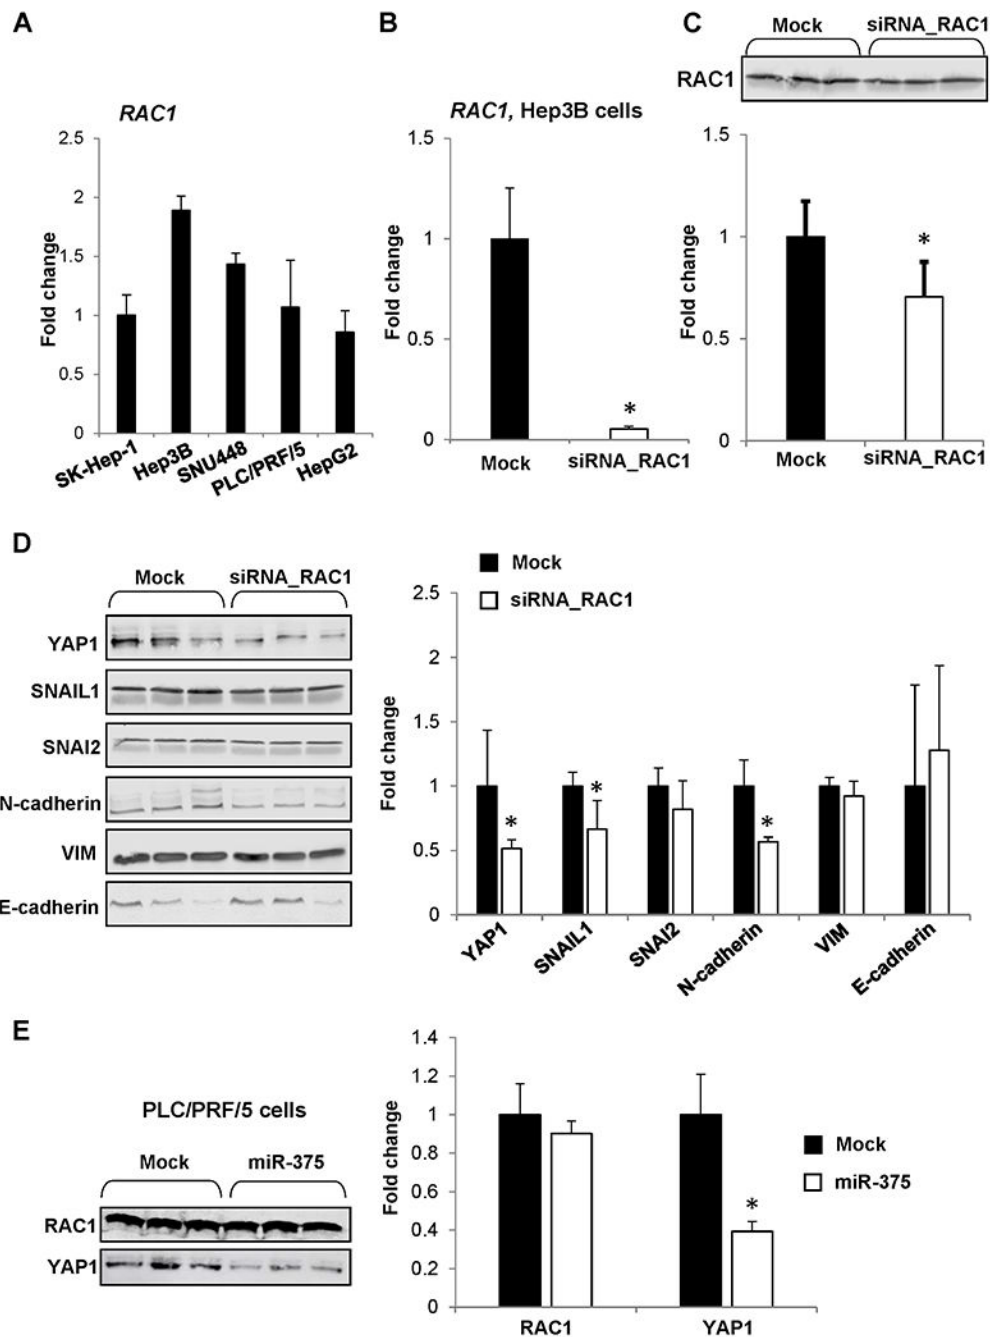 A
RAC1
2.5
2
1.5
1
0.5
0
Fold change
SK-Hep-1
Hep3B
SNU448
PLC/PRF/5
HepG2
B
RAC1, Hep3B cells
1.5
1
0.5
0
Fold change
*
Mock
siRNA_RAC1
C
Mock
siRNA_RAC1
RAC1
1.5
1
0.5
0
Fold change
*
Mock
siRNA_RAC1
D
Mock
siRNA_RAC1
YAP1
SNAIL1
SNAI2
N-cadherin
VIM
E-cadherin
Mock
siRNA_RAC1
2.5
2
1.5
1
0.5
0
Fold change
*
*
*
YAP1
SNAIL1
SNAI2
N-cadherin
VIM
E-cadherin
E
PLC/PRF/5 cells
Mock
miR-375
RAC1
YAP1
1.4
1.2
1
0.8
0.6
0.4
0.2
0
Fold change
*
RAC1
YAP1
Mock
miR-375